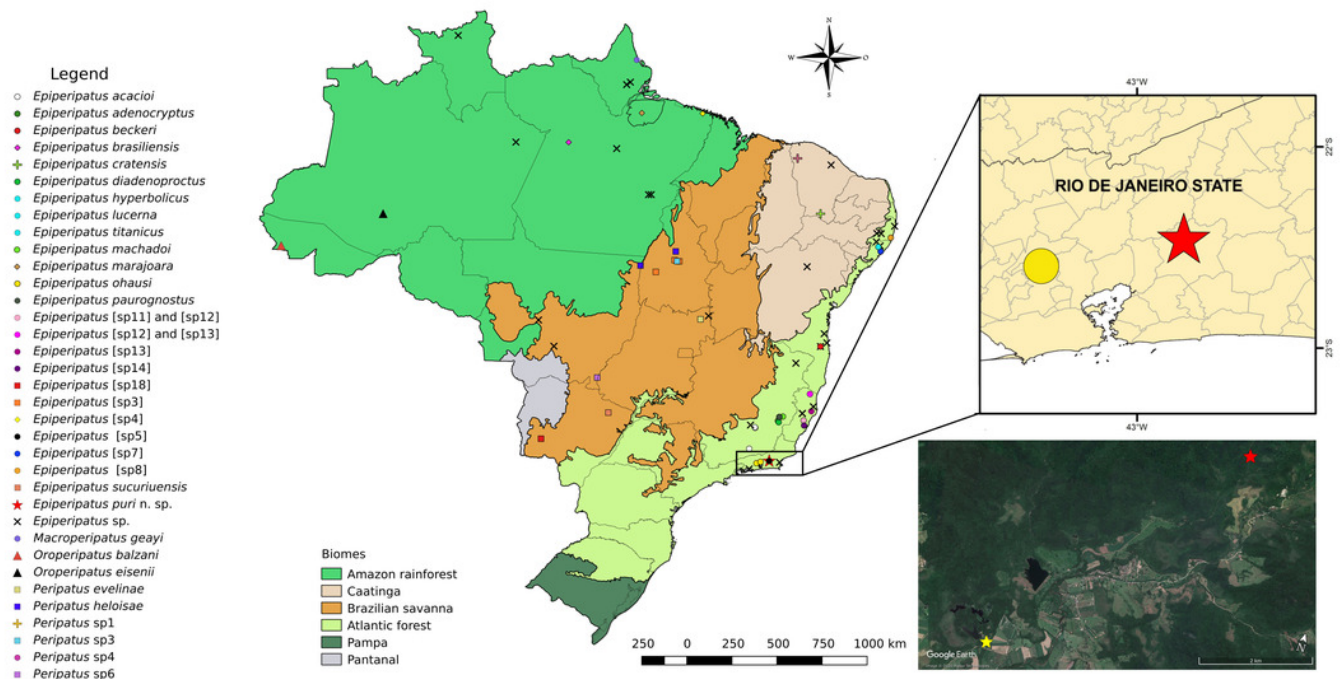 Legend
Epiperipatus acacioi
Epiperipatus adenocryptus
Epiperipatus beckeri
Epiperipatus brasiliensis
Epiperipatus cratensis
Epiperipatus diadenoproctus
Epiperipatus hyperbolicus
Epiperipatus lucerna
Epiperipatus titanicus
Epiperipatus machadoi
Epiperipatus marajoara
Epiperipatus ohausi
Epiperipatus paurognostus
Epiperipatus [sp11] and [sp12]
Epiperipatus [sp12] and [sp13]
Epiperipatus [sp13]
Epiperipatus [sp14]
Epiperipatus [sp18]
Epiperipatus [sp3]
Epiperipatus [sp4]
Epiperipatus [sp5]
Epiperipatus [sp7]
Epiperipatus [sp8]
Epiperipatus sucuriuensis
Epiperipatus puri n. sp.
Epiperipatus sp.
Macroperipatus geayi
Oroperipatus balzani
Oroperipatus eisenii
Peripatus evelinae
Peripatus heloisae
Peripatus sp1
Peripatus sp3
Peripatus sp4
Peripatus sp6
Biomes
Amazon rainforest
Caatinga
Brazilian savanna
Atlantic forest
Pampa
Pantanal
N
W O
S
250 0 250 500 750 1000 km
43°W
22°S
RIO DE JANEIRO STATE
23°S
43°W
Google Earth
2 km
N